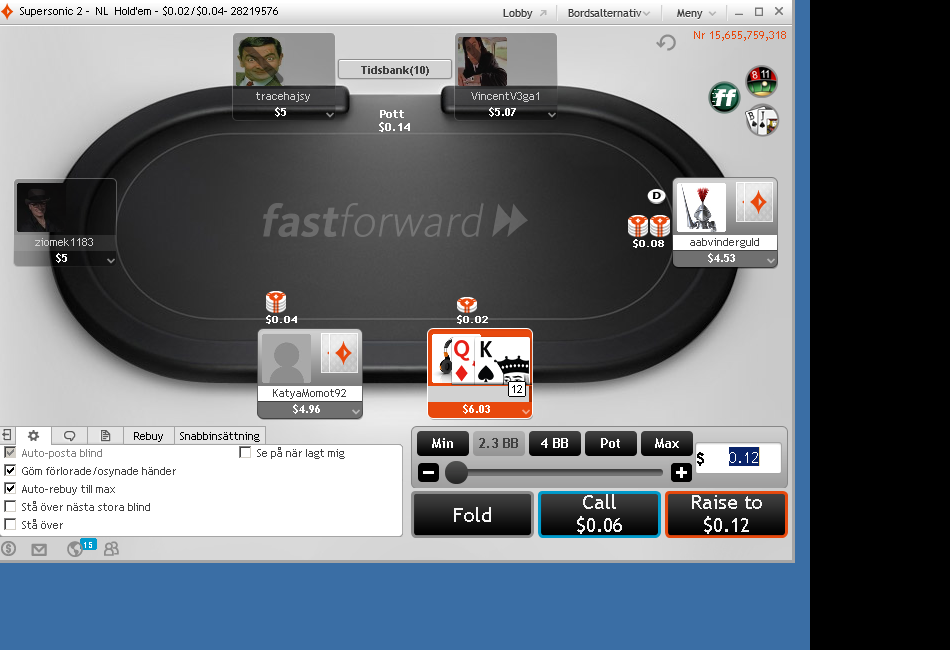 Supersonic 2 - NL Hold'em - $0.02/$0.04- 28219576
Lobby
Bordsalternativ
Meny
Nr 15,655,759,318
Tidsbank(10)
8 11
ff
B J
tracehajsy
$5
VincentV3ga1
$5.07
Pott
$0.14
ziomek1183
$5
fastforward
D
$0.08
aabvinderguld
$4.53
$0.04
$0.02
Q K
12
KatyaMomot92
$4.96
$6.03
Rebuy
Snabbinsättning
Auto-posta blind
Se på när lagt mig
Göm förlorade/osynade händer
Auto-rebuy till max
Stå över nästa stora blind
Stå över
$
15
Min
2.3 BB
4 BB
Pot
Max
$ 0.12
Fold
Call
$0.06
Raise to
$0.12